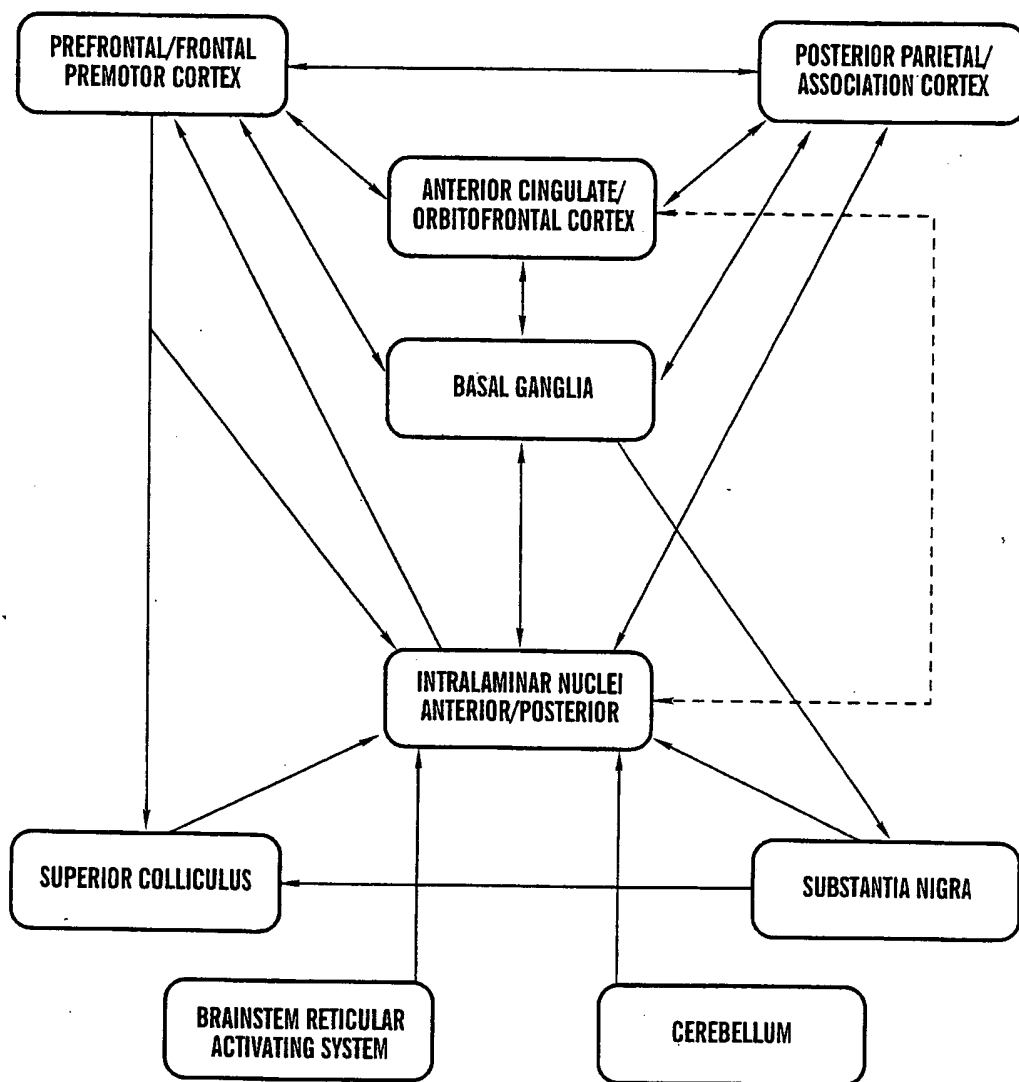 PREFRONTAL/FRONTAL
PREMOTOR CORTEX
POSTERIOR PARIETAL/
ASSOCIATION CORTEX
ANTERIOR CINGULATE/
ORBITOFRONTAL CORTEX
BASAL GANGLIA
INTRALAMINAR NUCLEI
ANTERIOR/POSTERIOR
SUPERIOR COLLICULUS
SUBSTANTIA NIGRA
BRAINSTEM RETICULAR
ACTIVATING SYSTEM
CEREBELLUM